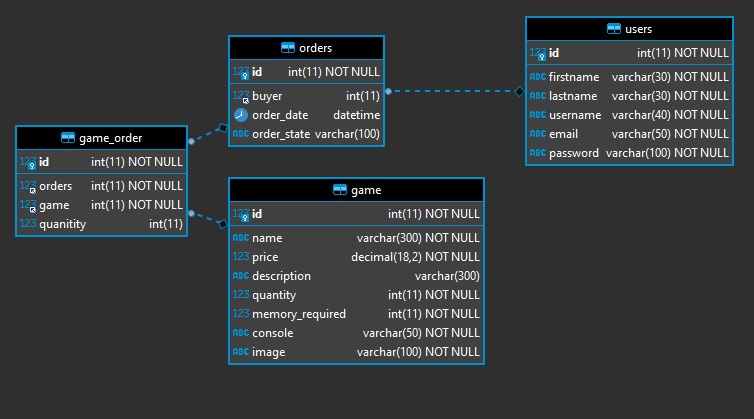 users
id int(11) NOT NULL
firstname varchar(30) NOT NULL
lastname varchar(30) NOT NULL
username varchar(40) NOT NULL
email varchar(50) NOT NULL
password varchar(100) NOT NULL
orders
id int(11) NOT NULL
buyer int(11)
order_date datetime
order_state varchar(100)
game_order
id int(11) NOT NULL
orders int(11) NOT NULL
game int(11) NOT NULL
quanitity int(11)
game
id int(11) NOT NULL
name varchar(300) NOT NULL
price decimal(18,2) NOT NULL
description varchar(300)
quantity int(11) NOT NULL
memory_required int(11) NOT NULL
console varchar(50) NOT NULL
image varchar(100) NOT NULL